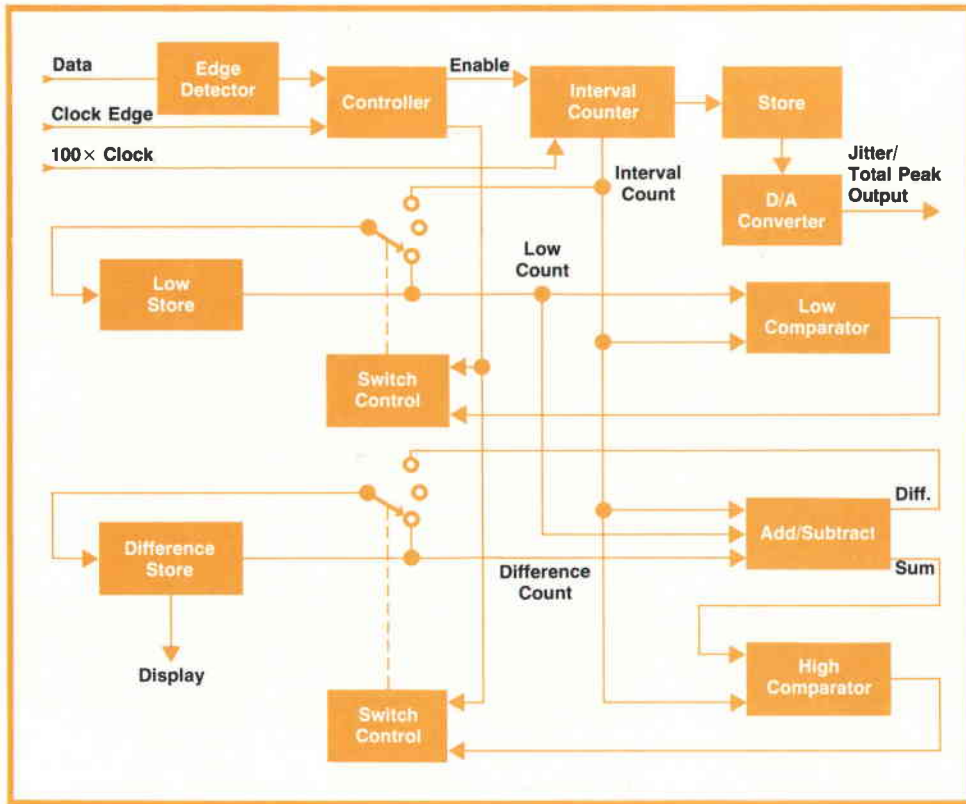 Data
Edge
Detector
Clock Edge
100× Clock
Controller
Enable
Interval
Counter
Store
Interval
Count
D/A
Converter
Jitter/
Total Peak
Output
Low
Store
Low
Count
Low
Comparator
Switch
Control
Difference
Store
Difference
Count
Add/Subtract
Diff.
Sum
Display
Switch
Control
High
Comparator